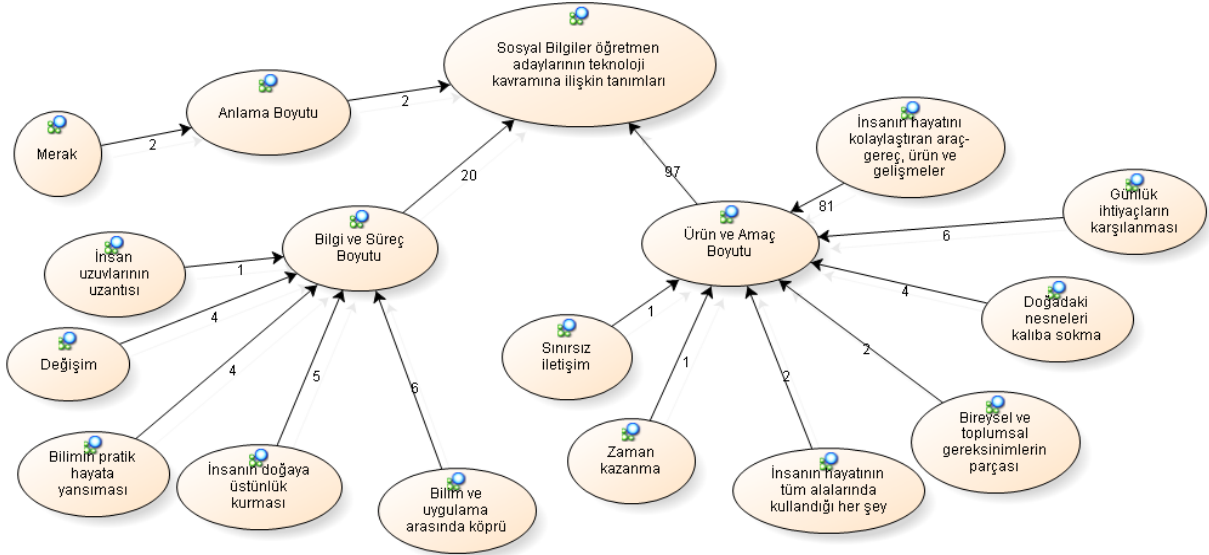 Sosyal Bilgiler öğretmen
adaylarının teknoloji
kavramına ilişkin tanımları
Anlama Boyutu
2
Merak
2
İnsanın hayatını
kolaylaştıran araç-
gereç, ürün ve
gelişmeler
20
97
81
Günlük
ihtiyaçların
karşılanması
6
Bilgi ve Süreç
Boyutu
Ürün ve Amaç
Boyutu
İnsan
uzuvlarının
uzantısı
1
4
Doğadaki
nesneleri
kalıba sokma
Değişim
4
Sınırsız
iletişim
1
4
5
6
1
2
2
Bireysel ve
toplumsal
gereksinimlerin
parçası
Bilimin pratik
hayata
yansıması
İnsanın doğaya
üstünlük
kurması
Bilim ve
uygulama
arasında köprü
Zaman
kazanma
İnsanın hayatının
tüm alalarında
kullandığı her şey